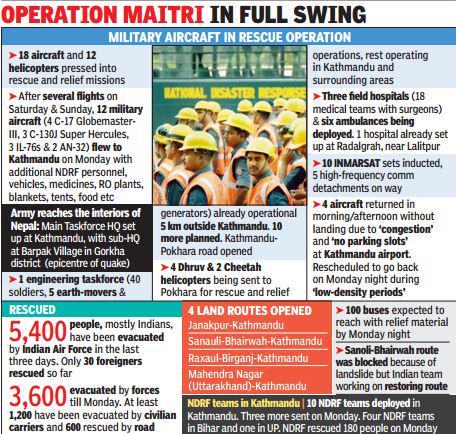 OPERATION MAITRI IN FULL SWING
MILITARY AIRCRAFT IN RESCUE OPERATION
➤ 18 aircraft and 12
helicopters pressed into
rescue and relief missions
➤ After several flights on
Saturday & Sunday, 12 military
aircraft (4 C-17 Globemaster-
III, 3 C-130J Super Hercules,
3 IL-76s & 2 AN-32) flew to
Kathmandu on Monday with
additional NDRF personnel,
vehicles, medicines, RO plants,
blankets, tents, food etc
Army reaches the interiors of
Nepal: Main Taskforce HQ set
up at Kathmandu, with sub-HQ
at Barpak Village in Gorkha
district (epicentre of quake)
➤ 1 engineering taskforce (40
soldiers, 5 earth-movers &
NATIONAL DISASTER RESPONSE
generators) already operational
5 km outside Kathmandu. 10
more planned. Kathmandu-
Pokhara road opened
➤ 4 Dhruv & 2 Cheetah
helicopters being sent to
Pokhara for rescue and relief
operations, rest operating
in Kathmandu and
surrounding areas
➤ Three field hospitals (18
medical teams with surgeons)
& six ambulances being
deployed. 1 hospital already set
up at Radalgrah, near Lalitpur
➤ 10 INMARSAT sets inducted,
5 high-frequency comm
detachments on way
➤ 4 aircraft returned in
morning/afternoon without
landing due to ‘congestion’
and ‘no parking slots’
at Kathmandu airport.
Rescheduled to go back
on Monday night during
‘low-density periods’
RESCUED
5,400 people, mostly Indians,
have been evacuated
by Indian Air Force in the last
three days. Only 30 foreigners
rescued so far
3,600 evacuated by forces
till Monday. At least
1,200 have been evacuated by civilian
carriers and 600 rescued by road
4 LAND ROUTES OPENED
Janakpur-Kathmandu
Sanauli-Bhairwah-Kathmandu
Raxaul-Birganj-Kathmandu
Mahendra Nagar
(Uttarakhand)-Kathmandu
➤ 100 buses expected to
reach with relief material
by Monday night
➤ Sanoli-Bhairwah route
was blocked because of
landslide but Indian team
working on restoring route
NDRF teams in Kathmandu | 10 NDRF teams deployed in
Kathmandu. Three more sent on Monday. Four NDRF teams
in Bihar and one in UP. NDRF rescued 180 people on Monday